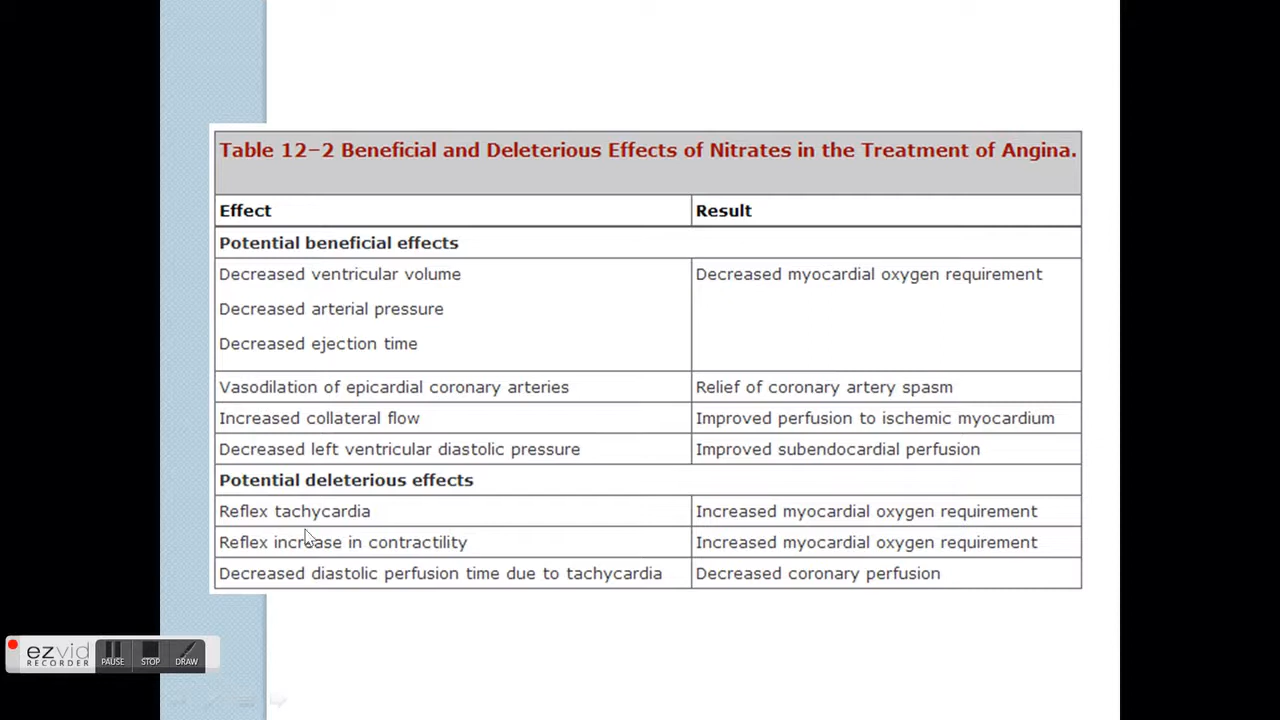 Table 12–2 Beneficial and Deleterious Effects of Nitrates in the Treatment of Angina.
Effect Result
Potential beneficial effects
Decreased ventricular volume Decreased myocardial oxygen requirement
Decreased arterial pressure
Decreased ejection time
Vasodilation of epicardial coronary arteries Relief of coronary artery spasm
Increased collateral flow Improved perfusion to ischemic myocardium
Decreased left ventricular diastolic pressure Improved subendocardial perfusion
Potential deleterious effects
Reflex tachycardia Increased myocardial oxygen requirement
Reflex increase in contractility Increased myocardial oxygen requirement
Decreased diastolic perfusion time due to tachycardia Decreased coronary perfusion
ezvid
RECORDER PAUSE STOP DRAW